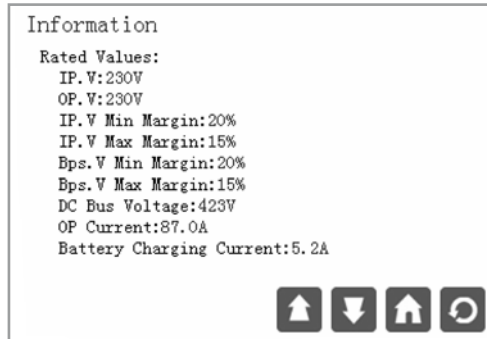 Information
Rated Values:
IP.V:230V
OP.V:230V
IP.V Min Margin:20%
IP.V Max Margin:15%
Bps.V Min Margin:20%
Bps.V Max Margin:15%
DC Bus Voltage:423V
OP Current:87.0A
Battery Charging Current:5.2A